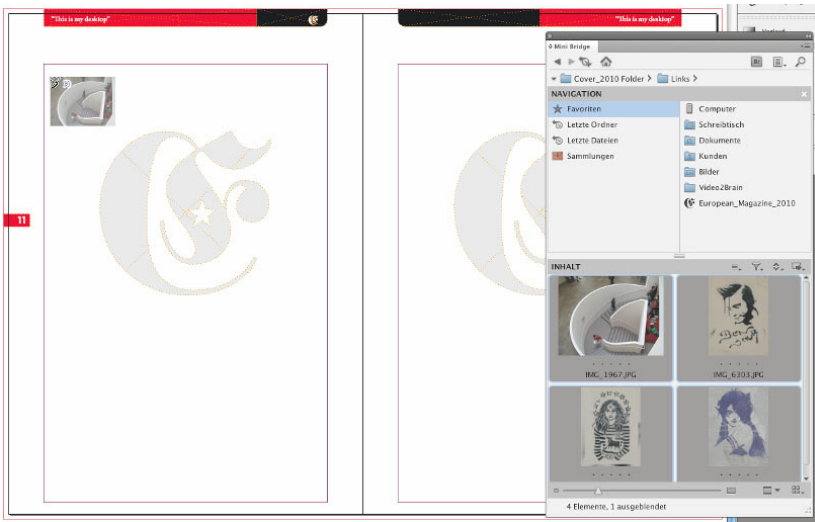 "This is my desktop"
"This is my desktop"
11
Mini Bridge
Cover_2010 Folder > Links >
NAVIGATION
Favoriten
Letzte Ordner
Letzte Dateien
Sammlungen
Computer
Schreibtisch
Dokumente
Kunden
Bilder
Video2Brain
European_Magazine_2010
INHALT
IMG_1967.JPG
IMG_6303.JPG
4 Elemente, 1 ausgeblendet